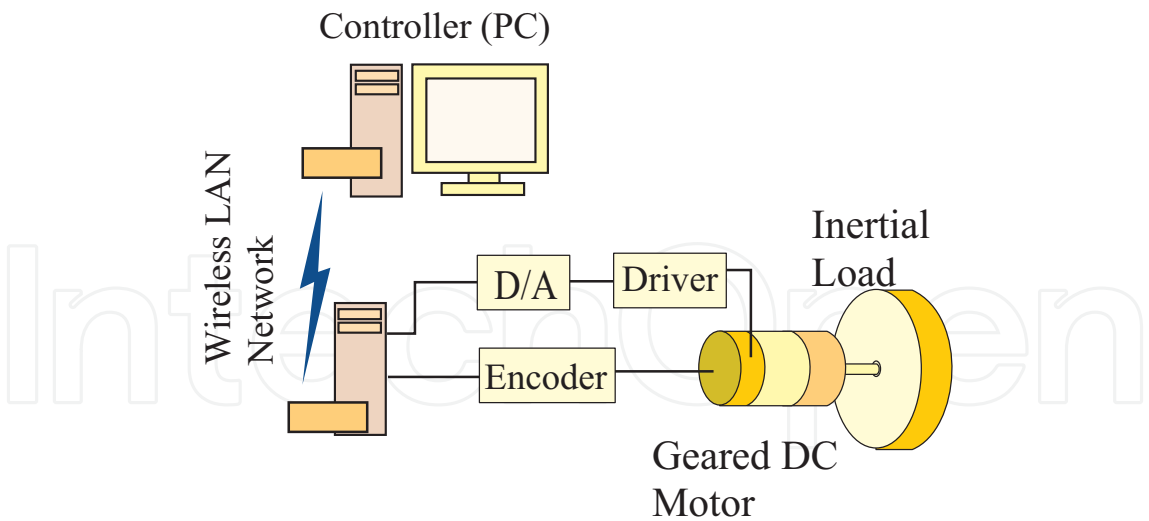 Controller (PC)
Wireless LAN
Network
D/A
Driver
Encoder
Inertial
Load
Geared DC
Motor
IntechOpen